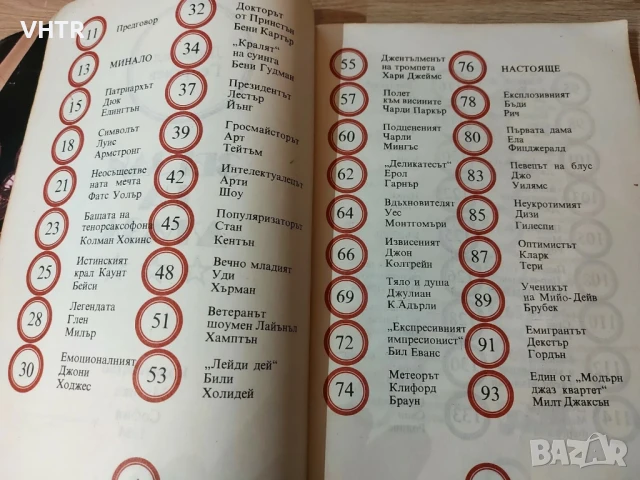 VHTR
11
Предговор
13
МИНАЛО
15
Патриархът
Дюк
Елингтън
18
Символът
Луис
Армстронг
21
Неосъществе
ната мечта
Фатс Уолър
23
Бащата на
тенорсаксофона
Колман Хокинс
25
Истинският
крал Каунт
Бейси
28
Легендата
Глен
Милър
30
Емоционалният
Джони
Ходжес
32
Докторът
от Принстън
Бени Картър
34
„Кралят“
на суинга
Бени Гудман
37
Президентът
Лестър
Йънг
39
Гросмайсторът
Арт
Тейтъм
42
Интелектуалецът
Арти
Шоу
45
Популяризаторът
Стан
Кентън
48
Вечно младият
Уди
Хърман
51
Ветеранът
шоумен Лайънъл
Хамптън
53
„Лейди дей“
Били
Холидей
55
Джентълменът
на тромпета
Хари Джеймс
57
Полет
към висините
Чарли Паркър
60
Подцененият
Чарли
Мингъс
62
„Деликатесът“
Ерол
Гарнър
64
Вдъхновителят
Уес
Монтгомъри
66
Извисеният
Джон
Колтрейн
69
Тяло и душа
Джулиан
К.Адърли
72
„Експресивният
импресионист“
Бил Еванс
74
Метеорът
Клифорд
Браун
76
НАСТОЯЩЕ
78
Експлозивният
Бъди
Рич
80
Първата дама
Ела
Фицджералд
83
Певецът на блус
Джо
Уилямс
85
Неукротимият
Дизи
Гилеспи
87
Оптимистът
Кларк
Тери
89
Ученикът
на Мийо-Дейв
Брубек
91
Емигрантът
Декстър
Гордън
93
Един от „Модърн
джаз квартет“
Милт Джаксън
BAZAR
bg